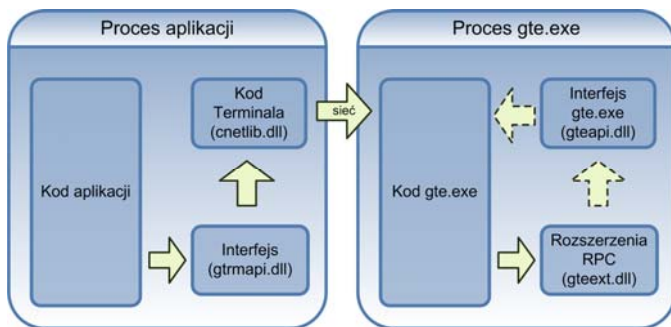 Proces aplikacji
Kod aplikacji
Kod
Terminala
(cnetlib.dll)
Interfejs
(gtrmapi.dll)
sieć
Proces gte.exe
Kod gte.exe
Interfejs
gte.exe
(gteapi.dll)
Rozszerzenia
RPC
(gteext.dll)